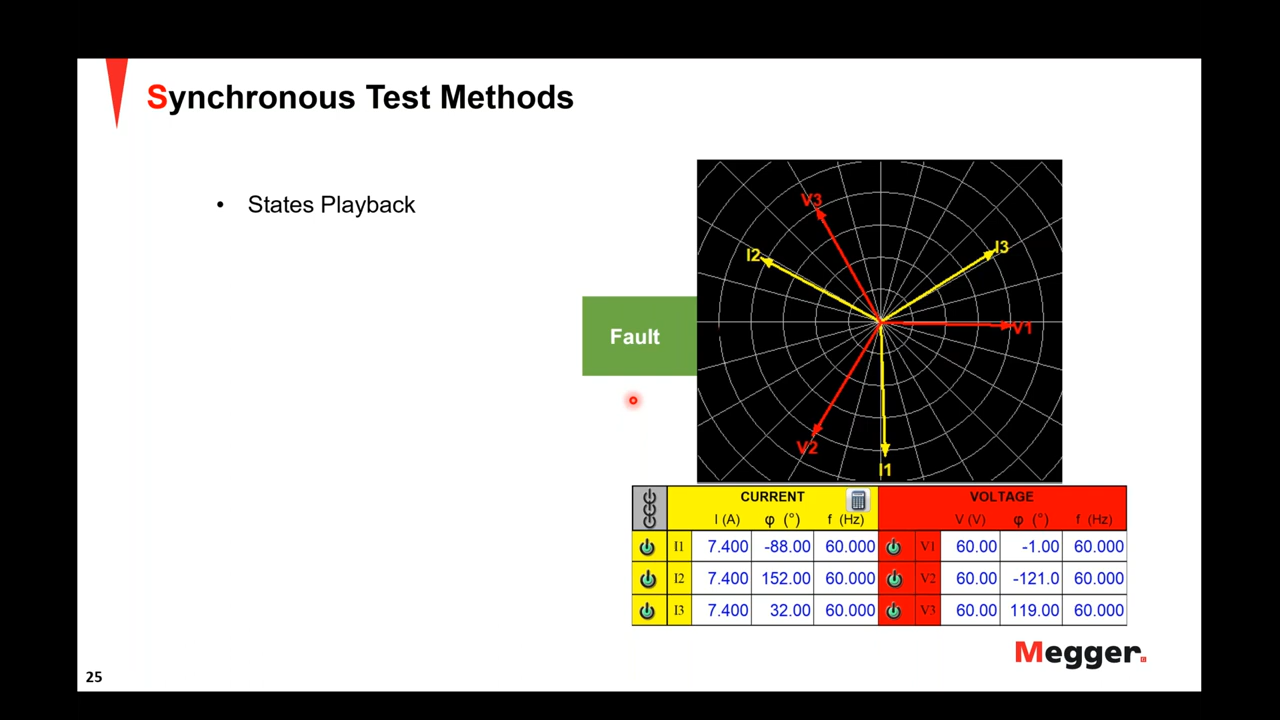 Synchronous Test Methods
• States Playback
V3
I2
I3
V1
Fault
V2
I1
CURRENT VOLTAGE
I (A) φ (°) f (Hz) V (V) φ (°) f (Hz)
I1 7.400 -88.00 60.000 V1 60.00 -1.00 60.000
I2 7.400 152.00 60.000 V2 60.00 -121.0 60.000
I3 7.400 32.00 60.000 V3 60.00 119.00 60.000
Megger.
25